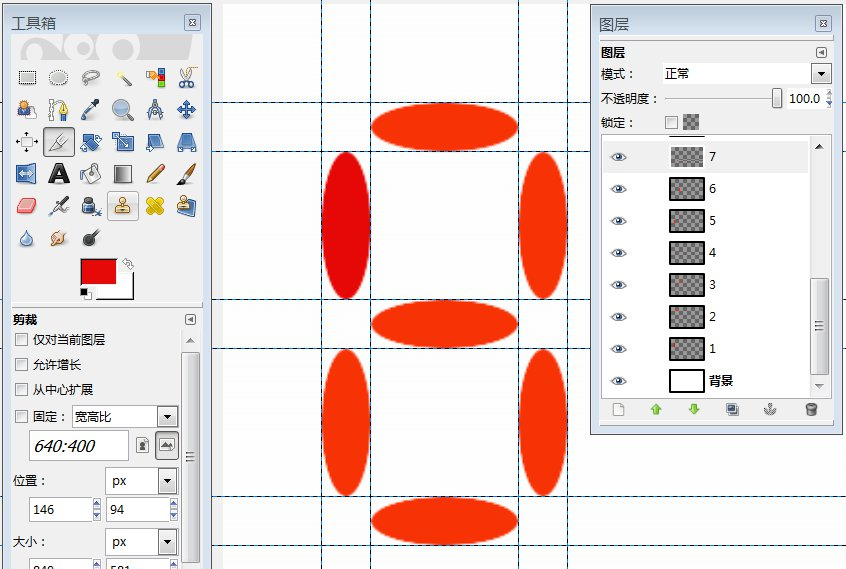 工具箱
剪裁
仅对当前图层
允许增长
从中心扩展
固定：
宽高比
640:400
位置：
px
146
94
大小：
px
图层
图层
模式：
正常
不透明度：
100.0
锁定：
7
6
5
4
3
2
1
背景